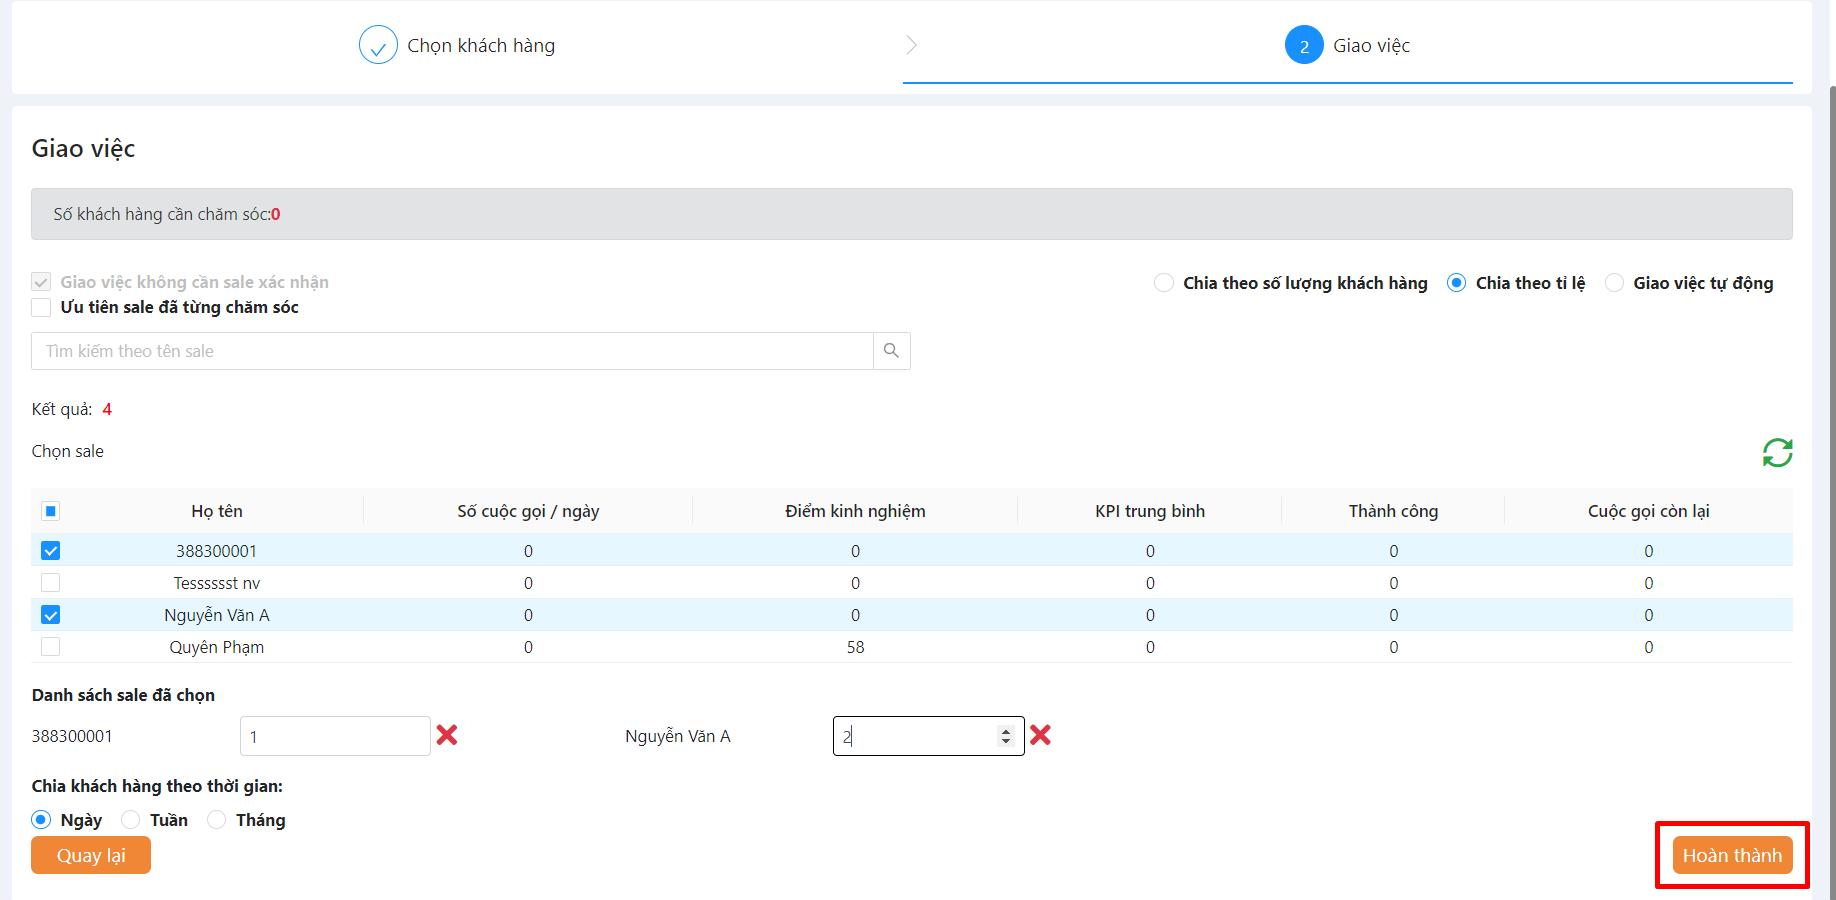 Chọn khách hàng
2 Giao việc
Giao việc
Số khách hàng cần chăm sóc:0
Giao việc không cần sale xác nhận
Ưu tiên sale đã từng chăm sóc
Chia theo số lượng khách hàng Chia theo tỉ lệ Giao việc tự động
Tìm kiếm theo tên sale
Kết quả: 4
Chọn sale
Họ tên Số cuộc gọi / ngày Điểm kinh nghiệm KPI trung bình Thành công Cuộc gọi còn lại
388300001 0 0 0 0 0
Tesssssst nv 0 0 0 0 0
Nguyễn Văn A 0 0 0 0 0
Quyên Phạm 0 58 0 0 0
Danh sách sale đã chọn
388300001 1 Nguyễn Văn A 2
Chia khách hàng theo thời gian:
Ngày Tuần Tháng
Quay lại Hoàn thành